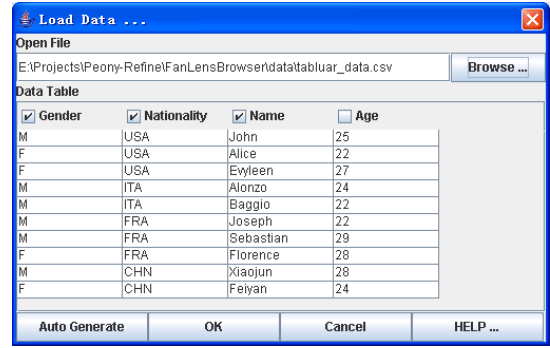 Load Data ...
Open File
E:\Projects\Peony-Refine\FanLensBrowser\data\tabluar_data.csv Browse ...
Data Table
Gender Nationality Name Age
M USA John 25
F USA Alice 22
F USA Evyleen 27
M ITA Alonzo 24
M ITA Baggio 22
M FRA Joseph 22
M FRA Sebastian 29
F FRA Florence 28
M CHN Xiaojun 28
F CHN Feiyan 24
Auto Generate OK Cancel HELP ...